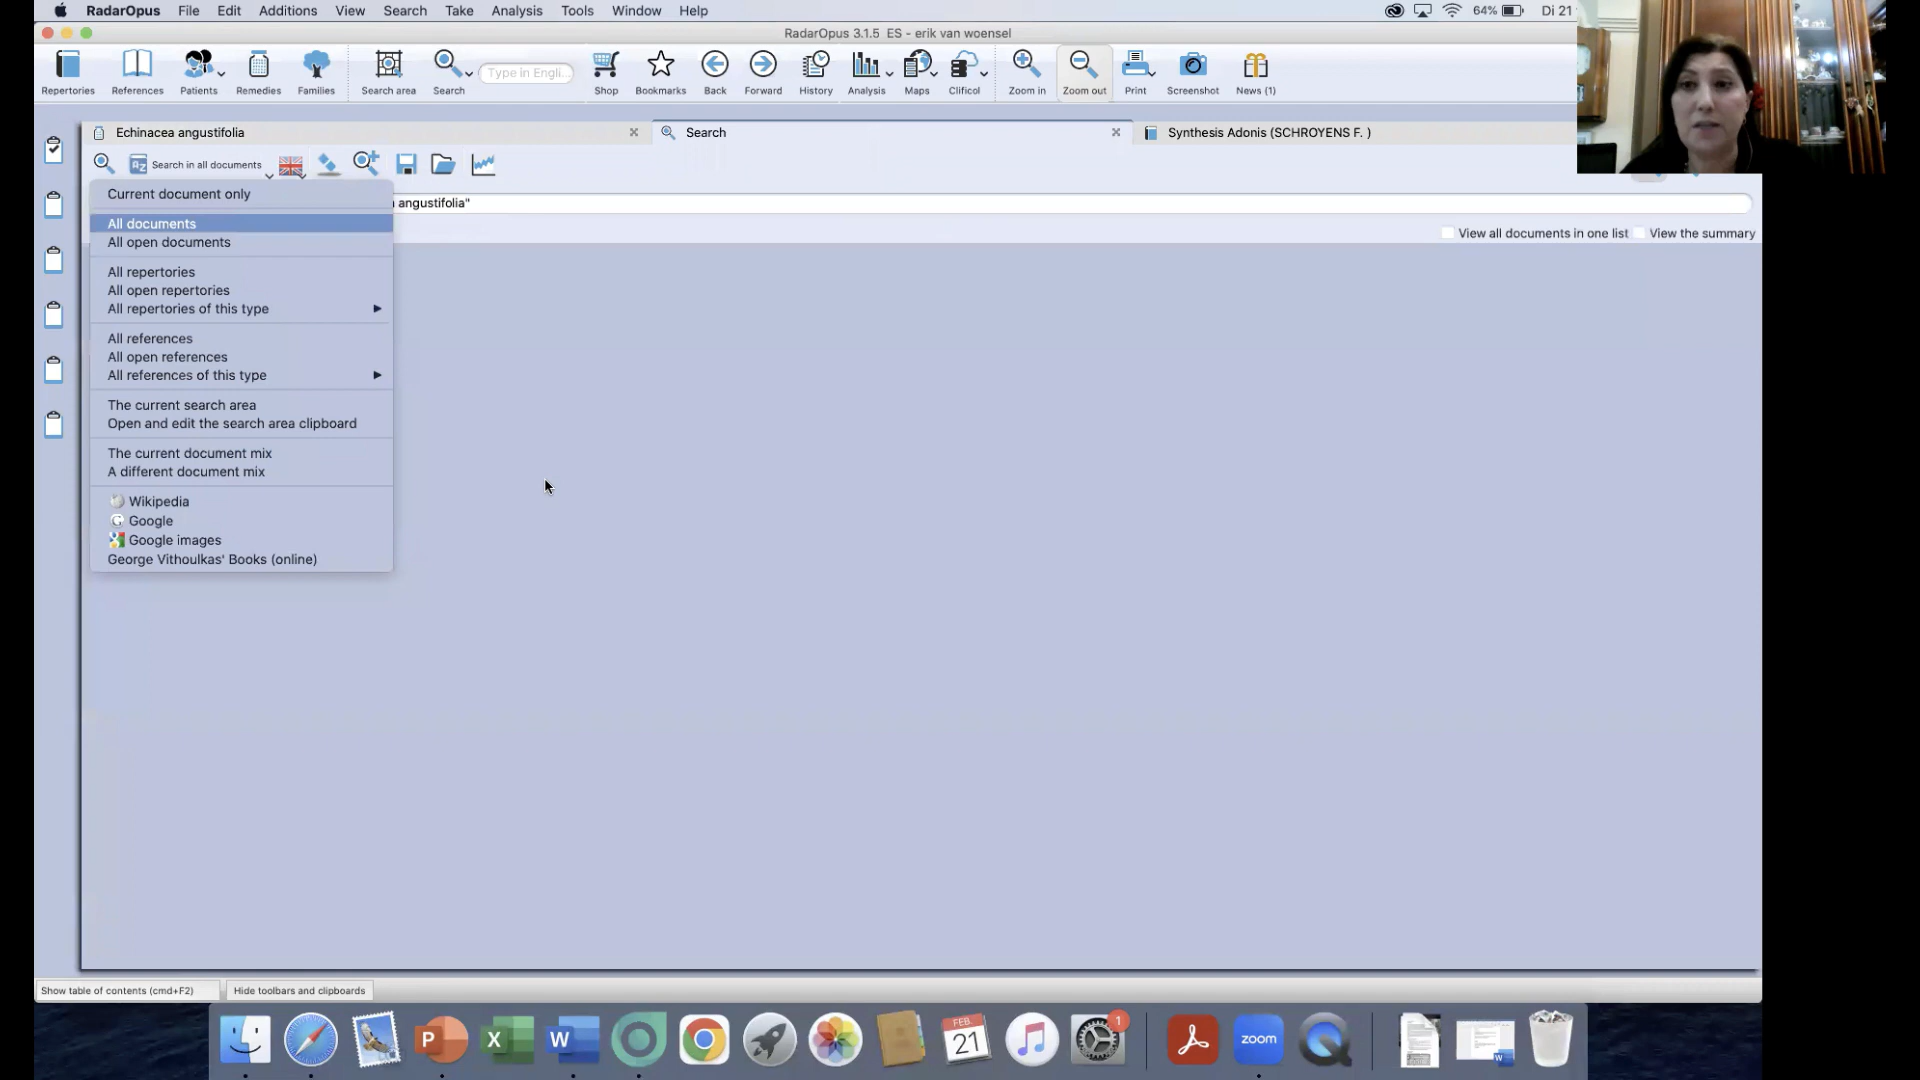 RadarOpus File Edit Additions View Search Take Analysis Tools Window Help 64% Di 21
RadarOpus 3.1.5 ES - erik van woensel
Type in Engli...
Repertories References Patients Remedies Families Search area Search Shop Bookmarks Back Forward History Analysis Maps Clificol Zoom in Zoom out Print Screenshot News (1)
Echinacea angustifolia Search Synthesis Adonis (SCHROYENS F. )
Search in all documents
Current document only
angustifolia"
All documents
View all documents in one list View the summary
All open documents
All repertories
All open repertories
All repertories of this type
All references
All open references
All references of this type
The current search area
Open and edit the search area clipboard
The current document mix
A different document mix
Wikipedia
Google
Google images
George Vithoulkas' Books (online)
Show table of contents (cmd+F2) Hide toolbars and clipboards
FEB.
21
1
zoom